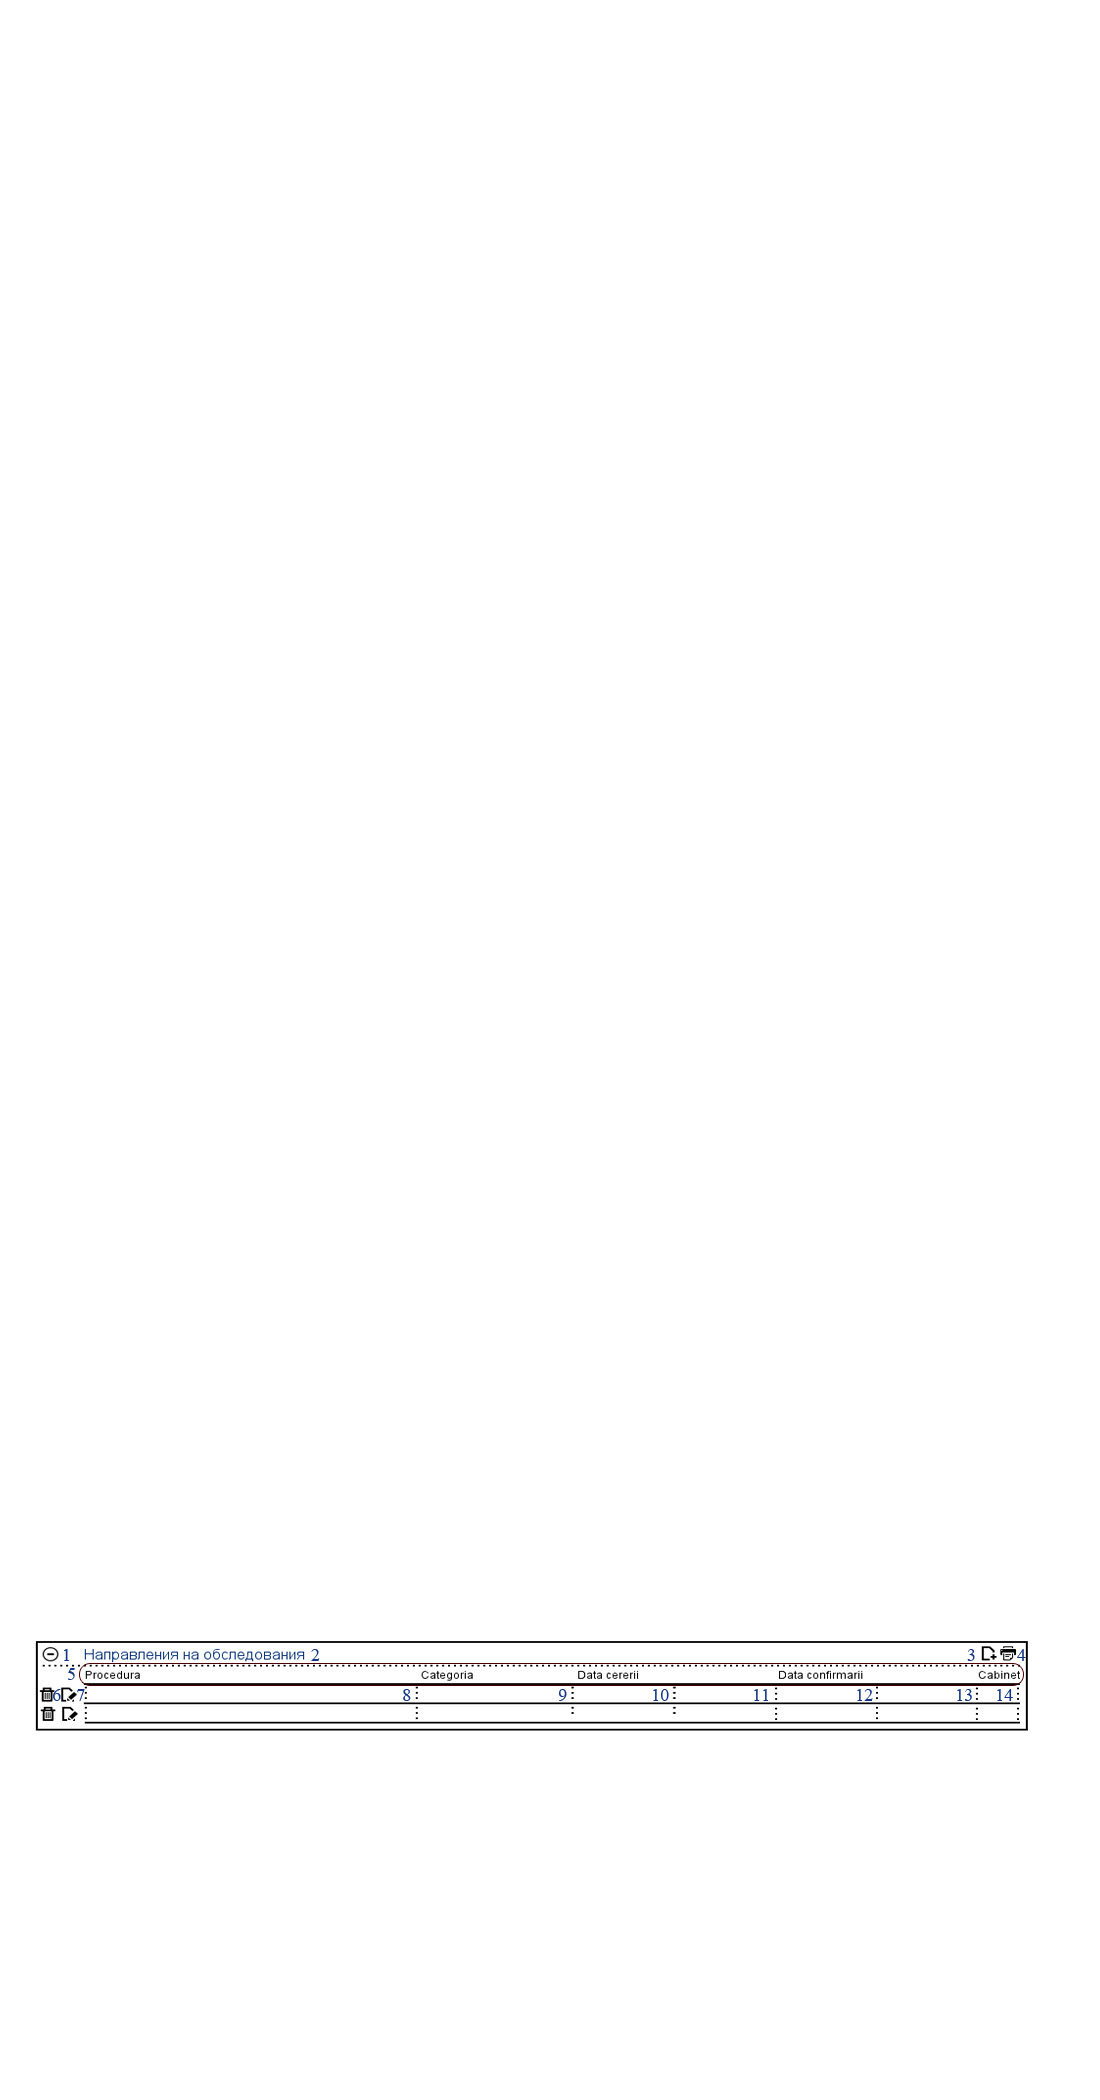 1 Направления на обследования 2 3 4
5 Procedura Categoria Data cererii Data confirmarii Cabinet
6 7 8 9 10 11 12 13 14